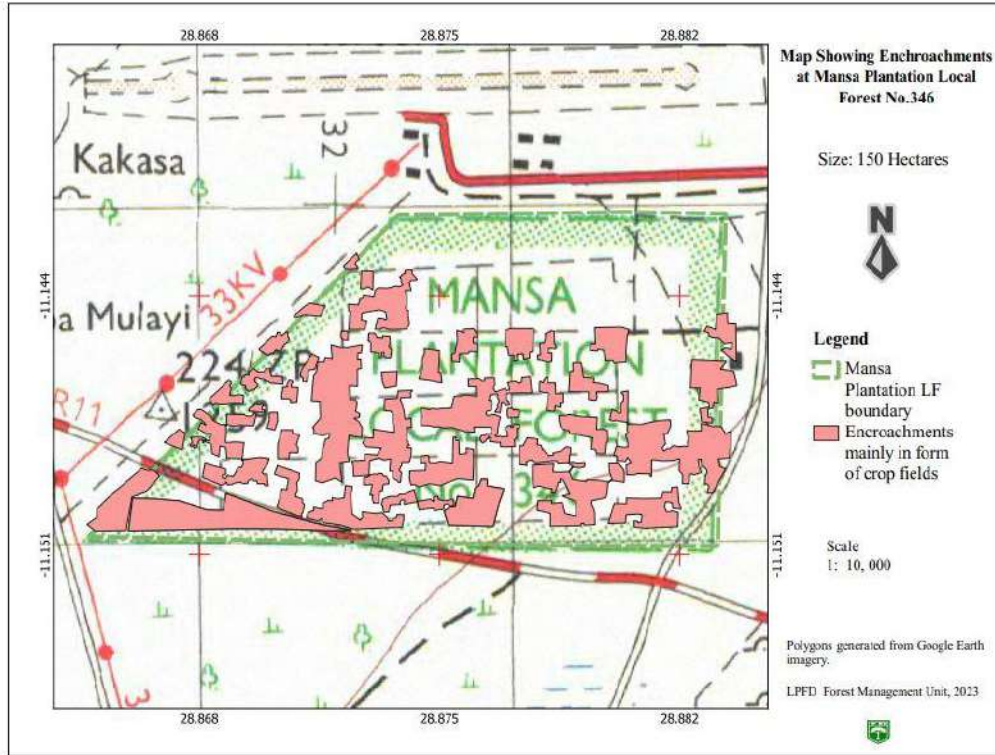 28.868 28.875 28.882
Map Showing Enchroachments
at Mansa Plantation Local
Forest No.346
Size: 150 Hectares
N
Kakasa
32
33KV
-11.144
-11.144
Mulayi
MANSA
PLANTATION
LOCAL FOREST
R11
Legend
Mansa
Plantation LF
boundary
Encroachments
mainly in form
of crop fields
-11.151
-11.151
Scale
1: 10, 000
Polygons generated from Google Earth
imagery.
LPFD Forest Management Unit, 2023
28.868 28.875 28.882